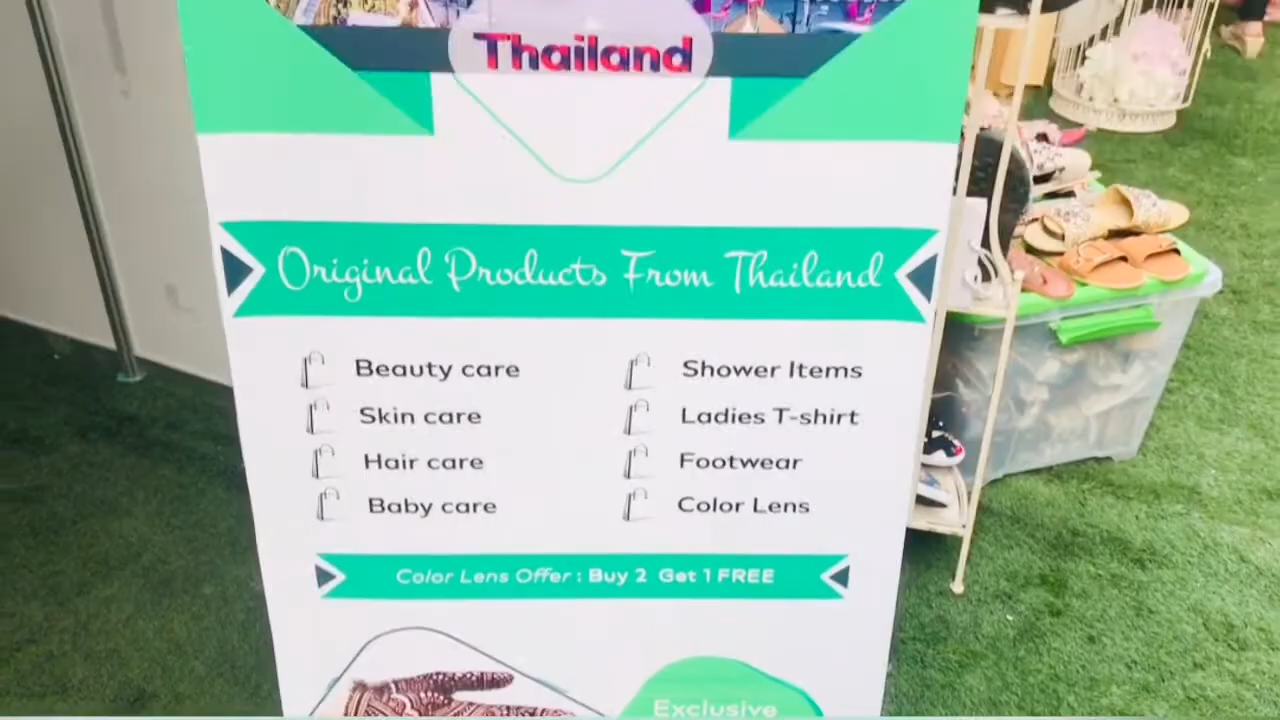 Thailand
Original Products From Thailand
Beauty care
Skin care
Hair care
Baby care
Shower Items
Ladies T-shirt
Footwear
Color Lens
Color Lens Offer : Buy 2 Get 1 FREE
Exclusive